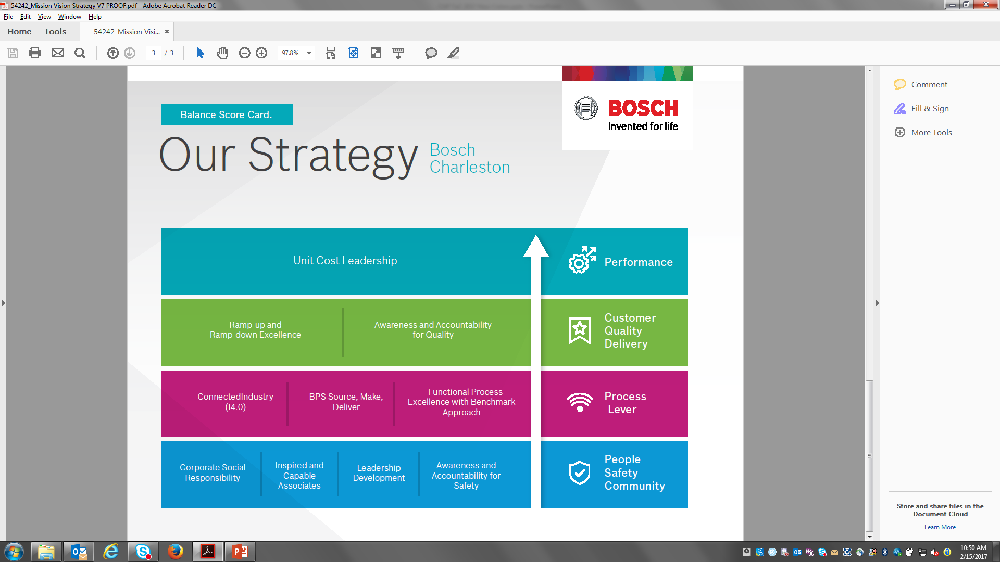 54242_Mission Vision Strategy V7 PROOF.pdf - Adobe Acrobat Reader DC
File Edit View Window Help
Home Tools 54242_Mission Visi...
3 / 3 97.8%
Balance Score Card.
BOSCH
Invented for life
Our Strategy
Bosch
Charleston
Unit Cost Leadership
Performance
Ramp-up and
Ramp-down Excellence
Awareness and Accountability
for Quality
Customer
Quality
Delivery
ConnectedIndustry
(I4.0)
BPS Source, Make,
Deliver
Functional Process
Excellence with Benchmark
Approach
Process
Lever
Corporate Social
Responsibility
Inspired and
Capable
Associates
Leadership
Development
Awareness and
Accountability for
Safety
People
Safety
Community
Comment
Fill & Sign
More Tools
Store and share files in the
Document Cloud
Learn More
10:50 AM
2/15/2017